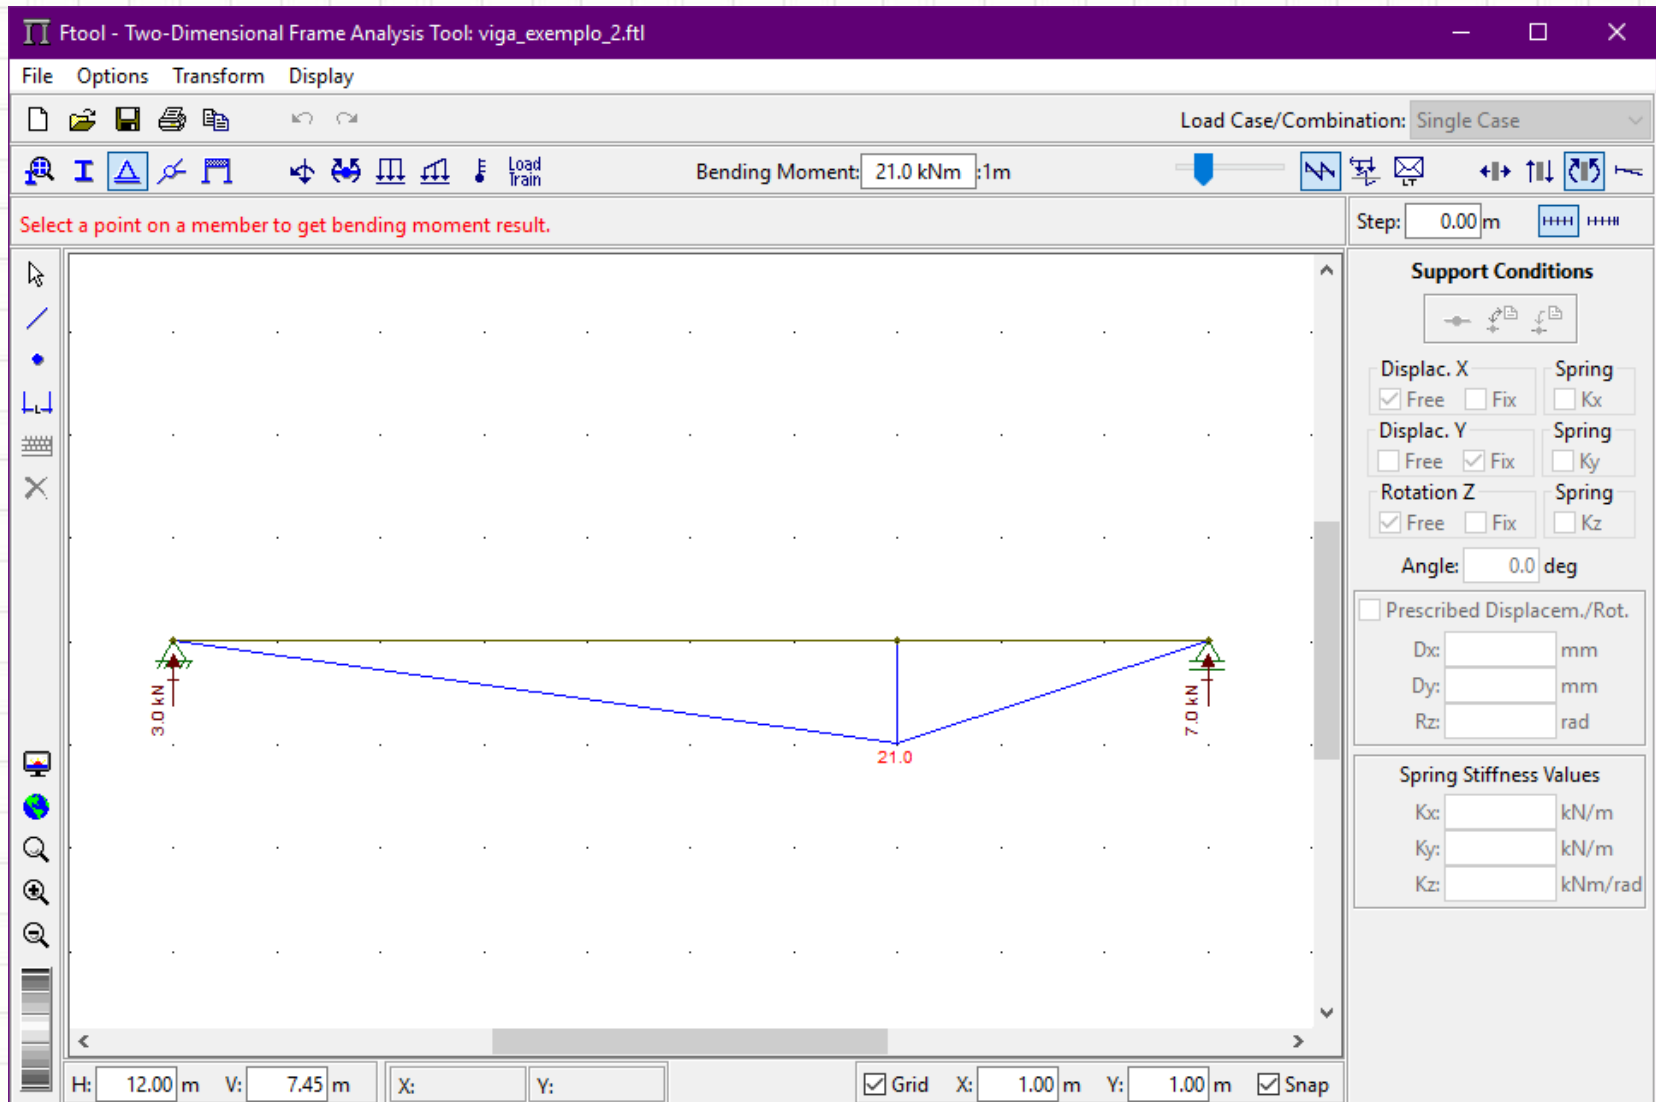 Ftool - Two-Dimensional Frame Analysis Tool: viga_exemplo_2.ftl
File Options Transform Display
Load Case/Combination: Single Case
Load Train
Bending Moment: 21.0 kNm :1m
LT
Select a point on a member to get bending moment result.
Step: 0.00 m
L
Support Conditions
Displac. X Spring
Free Fix Kx
Displac. Y Spring
Free Fix Ky
Rotation Z Spring
Free Fix Kz
Angle: 0.0 deg
Prescribed Displacem./Rot.
Dx: mm
Dy: mm
Rz: rad
Spring Stiffness Values
Kx: kN/m
Ky: kN/m
Kz: kNm/rad
3.0 kN
21.0
7.0 kN
H: 12.00 m V: 7.45 m X: Y: Grid X: 1.00 m Y: 1.00 m Snap